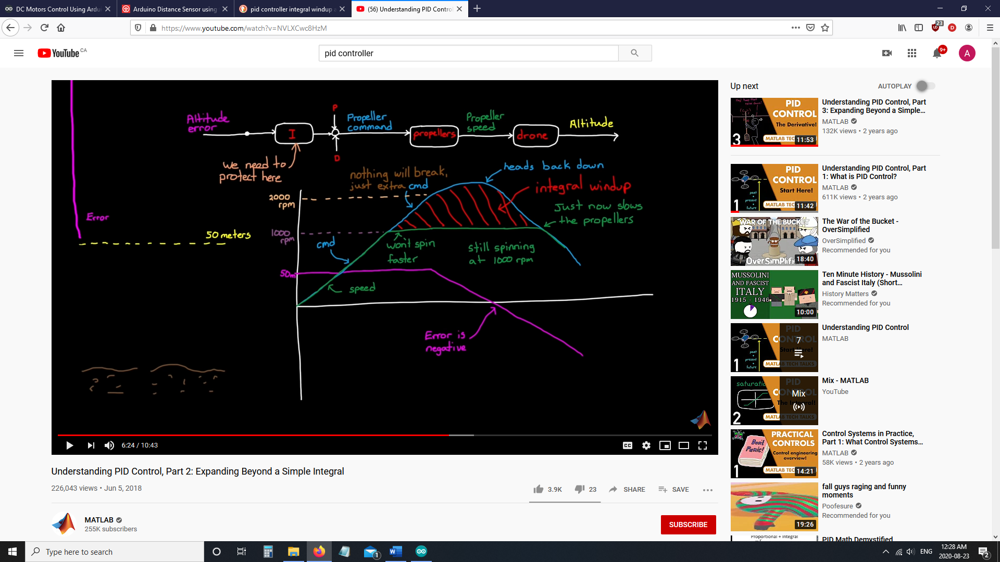 DC Motors Control Using Ardui
Arduino Distance Sensor using
pid controller integral windup a
(56) Understanding PID Control
https://www.youtube.com/watch?v=NVLXCwc8HzM
23
YouTube CA
pid controller
9+
A
Altitude
error
I
P
D
Propeller
command
propellers
Propeller
speed
drone
Altitude
we need to
protect here
nothing will break,
just extra cmd
heads back down
integral windup
2000
rpm
Just now slows
the propellers
Error
50 meters
1000
rpm
cmd
won't spin
faster
still spinning
at 1000 rpm
50m
speed
Error is
negative
6:24 / 10:43
CC
Understanding PID Control, Part 2: Expanding Beyond a Simple Integral
226,043 views • Jun 5, 2018
3.9K
23
SHARE
SAVE
MATLAB
255K subscribers
SUBSCRIBE
Up next
AUTOPLAY
PID
CONTROL
The Derivative!
3
MATLAB TEC
11:53
Understanding PID Control, Part
3: Expanding Beyond a Simple...
MATLAB
132K views • 2 years ago
PID
CONTROL
Start Here!
past
+
present
+
future
1
MATLAB TEC
11:42
Understanding PID Control, Part
1: What is PID Control?
MATLAB
611K views • 2 years ago
WAR OF THE BUCKET
OverSimplifi
18:40
The War of the Bucket -
OverSimplified
OverSimplified
Recommended for you
MUSSOLINI
AND FASCIST
ITALY
1915 - 1946
10:00
Ten Minute History - Mussolini
and Fascist Italy (Short...
History Matters
Recommended for you
PID
CONTROL
Start Here!
past
+
present
+
future
1
MATLAB TECH TALKS
7
Understanding PID Control
MATLAB
saturatio
PID
CONTROL
The Integral!
2
MATLAB TECH TALKS
Mix
Mix - MATLAB
YouTube
Don't
Panic!
PRACTICAL
CONTROLS
Control engineering
overview!
1
MATLAB TEC
14:21
Control Systems in Practice,
Part 1: What Control Systems...
MATLAB
58K views • 2 years ago
19:26
fall guys raging and funny
moments
Poofesure
Recommended for you
Proportional + Integral
PID Math Demystified
Type here to search
1
ENG
12:28 AM
2020-08-23
2